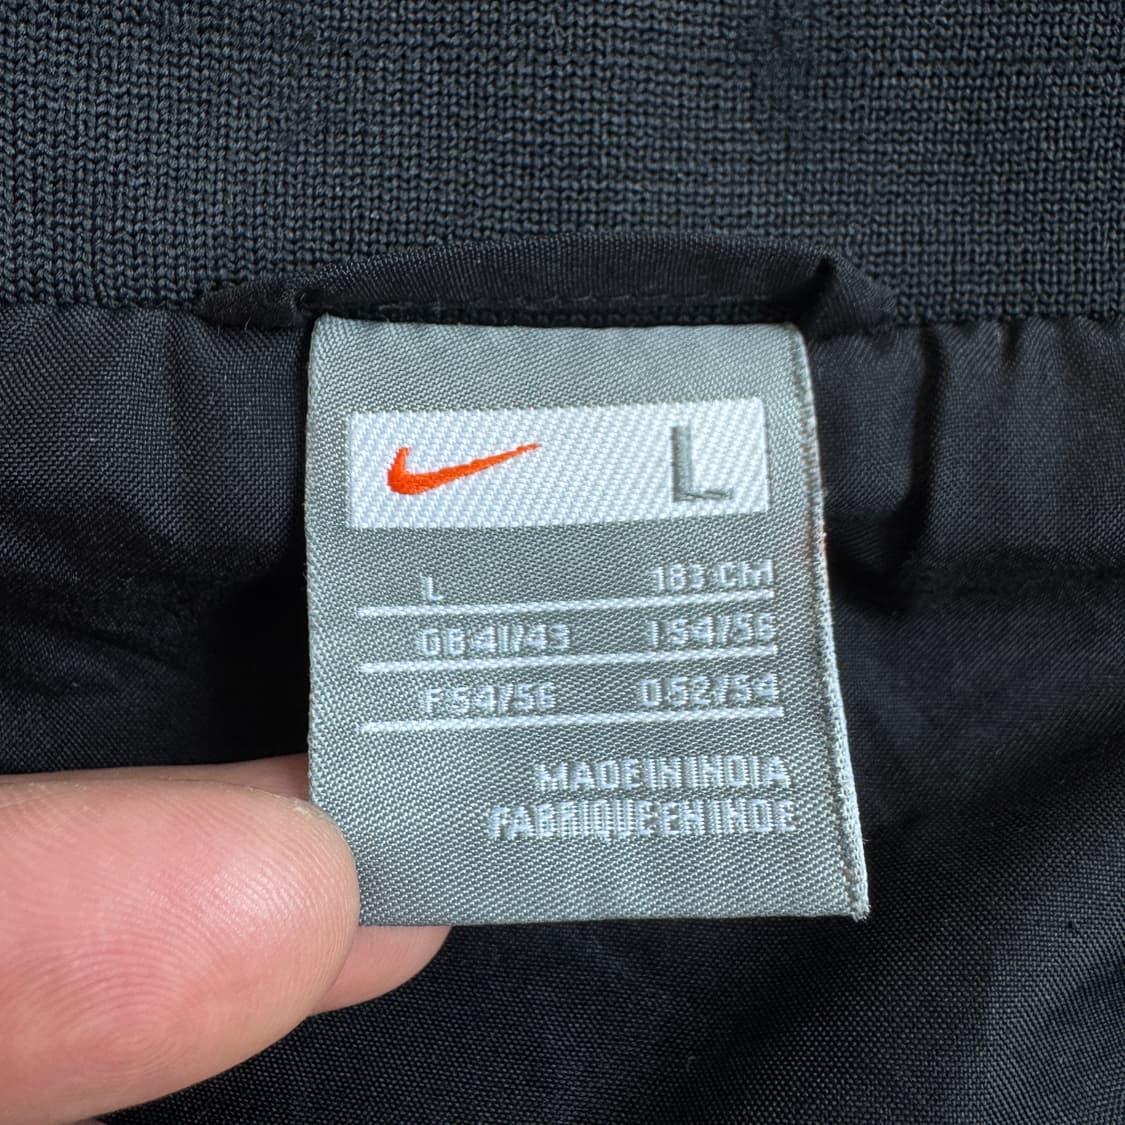 L
L 183 CM
GB 41/43 I 54/56
F 54/56 D 52/54
MADE IN INDIA
FABRIQUE EN INDE